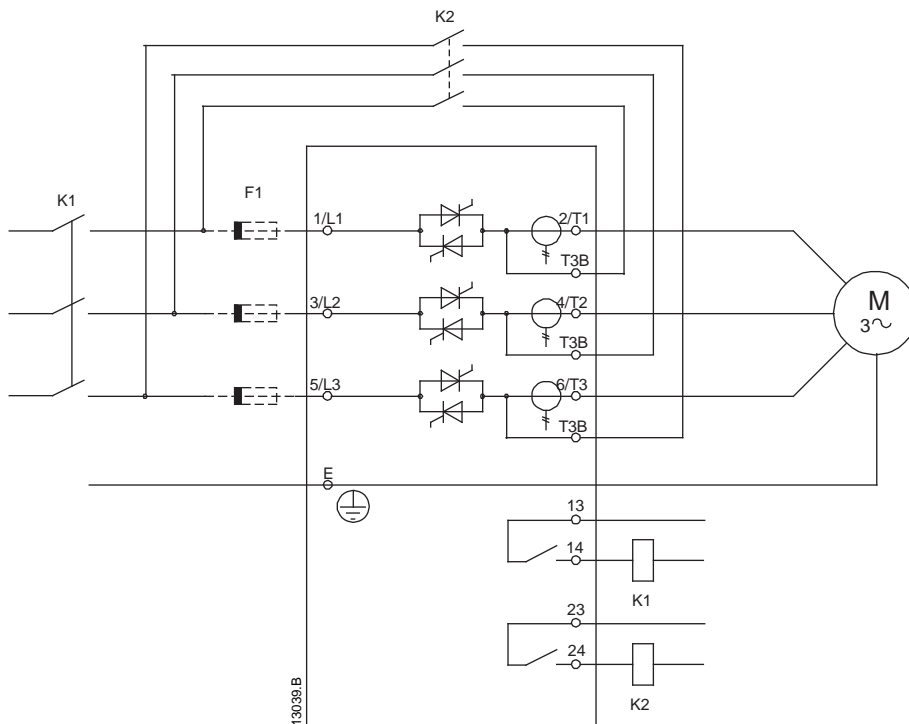 K2
K1
F1
1/L1
2/T1
T3B
3/L2
4/T2
T3B
5/L3
6/T3
T3B
M
3~
E
13
14
K1
23
24
K2
13039.B